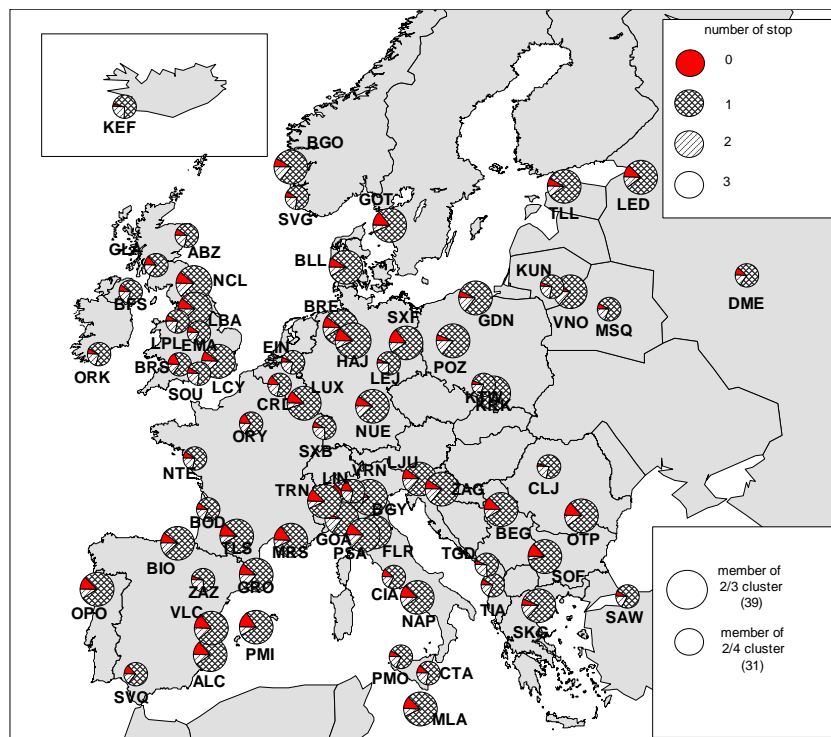 number of stop
0
1
2
3
KEF
BGO
SVG
GOT
TLL
LED
GLA
ABZ
BLL
NCL
KUN
DME
BFS
BRE
SXF
GDN
VNO
MSQ
LBA
LPL
EMA
HAJ
POZ
ORK
BRS
LCY
EIN
LEJ
SOU
CRL
LUX
KTW
KRK
ORY
SXB
NUE
NTE
LIN
VRN
LJU
ZAG
CLJ
TRN
BGY
BOD
TLS
MRS
GOA
PSA
FLR
BEG
OTP
BIO
TGD
SOF
ZAZ
GRO
CIA
TIA
SAW
OPO
VLC
NAP
SKG
PMI
SVQ
ALC
PMO
CTA
MLA
member of
2/3 cluster
(39)
member of
2/4 cluster
(31)